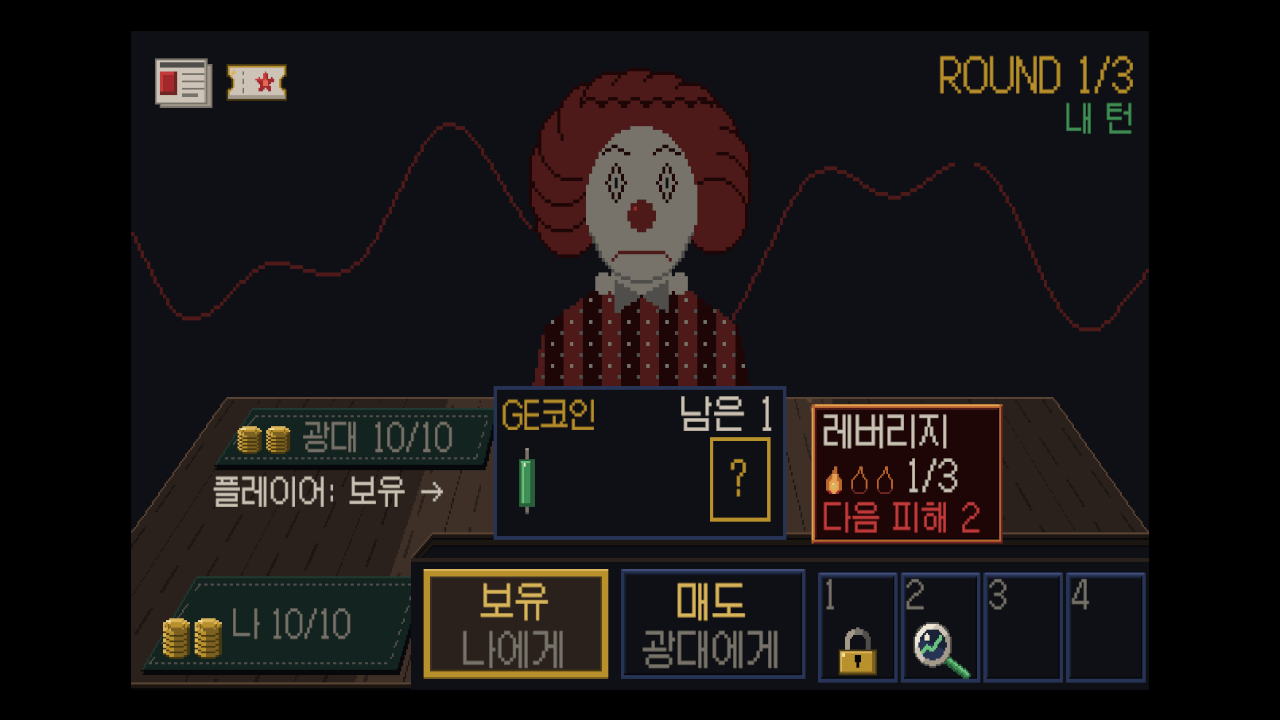 ROUND 1/3
내 턴
광대 10/10
플레이어: 보유 →
GE코인
남은 1
?
레버리지
1/3
다음 피해 2
나 10/10
보유
나에게
매도
광대에게
1
2
3
4